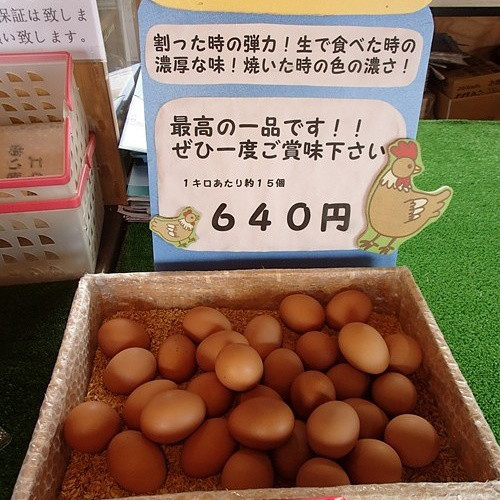 保証は致しま
い致します。
割った時の弾力！生で食べた時の
濃厚な味！焼いた時の色の濃さ！
最高の一品です！！
ぜひ一度ご賞味下さい
１キロあたり約１５個
６４０円